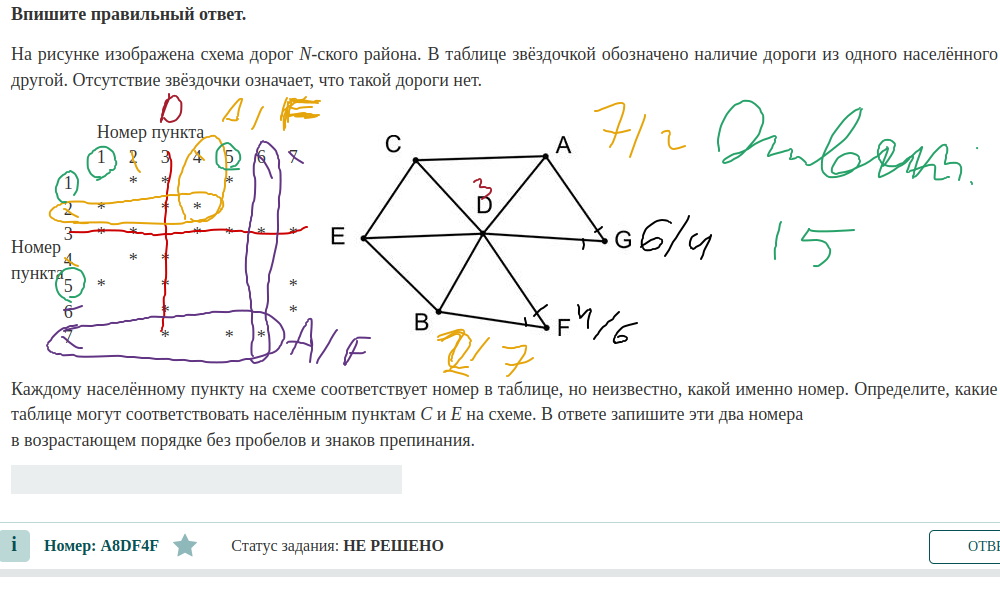 Впишите правильный ответ.
На рисунке изображена схема дорог N-ского района. В таблице звёздочкой обозначено наличие дороги из одного населённого
другой. Отсутствие звёздочки означает, что такой дороги нет.
D
Номер пункта
1 2 3 4 5 6 7
1 * * *
2 * * *
3 * * * * * *
Номер пункта
4 * *
5 * * *
6 * *
7 * * *
C
A
3
D
E
G 6/4
B
F 4/6
2/7
7/2
15
Каждому населённому пункту на схеме соответствует номер в таблице, но неизвестно, какой именно номер. Определите, какие
таблице могут соответствовать населённым пунктам C и E на схеме. В ответе запишите эти два номера
в возрастающем порядке без пробелов и знаков препинания.
i Номер: A8DF4F Статус задания: НЕ РЕШЕНО
ОТВЕ